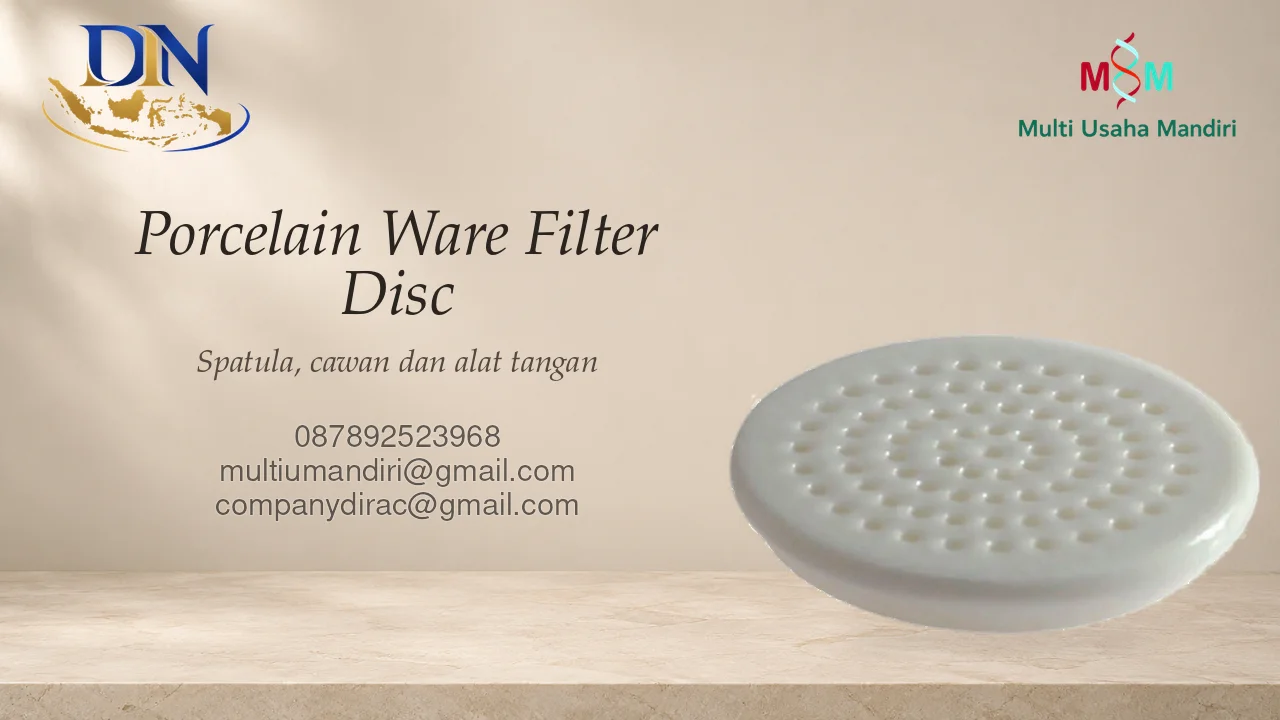 DN
M M
Multi Usaha Mandiri
Porcelain Ware Filter
Disc
Spatula, cawan dan alat tangan
087892523968
multiumandiri@gmail.com
companydirac@gmail.com